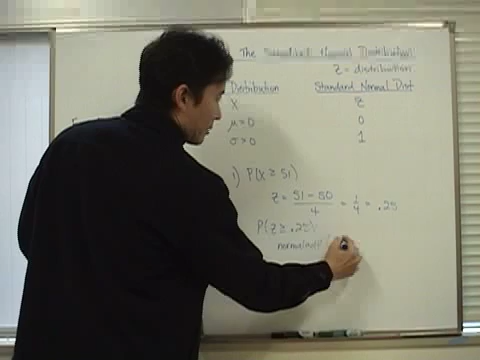 The Standard Normal Distribution
Z = distribution
Distribution Standard Normal Dist
X Z
μ = 0 0
σ > 0 1
1) P(X ≥ 51)
Z = 51 - 50 / 4 = 1/4 = .25
P(Z ≥ .25)
normalcdf(